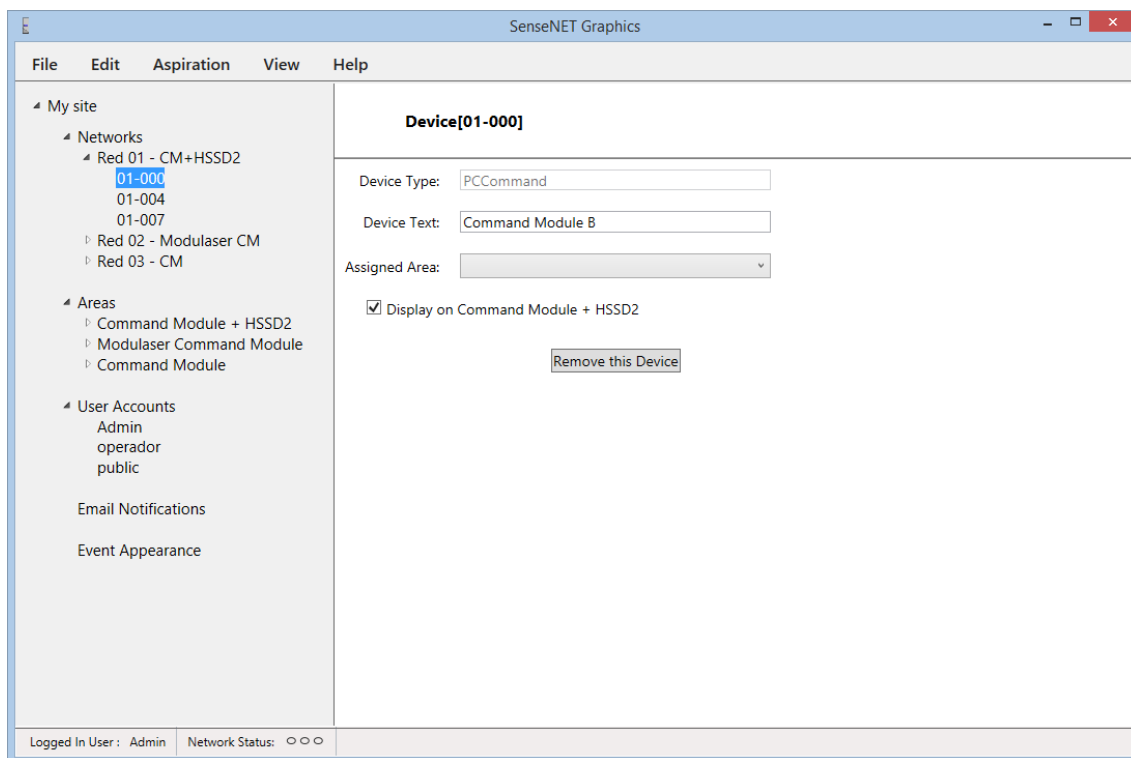 SenseNET Graphics
File Edit Aspiration View Help
My site
Networks
Red 01 - CM+HSSD2
01-000
01-004
01-007
Red 02 - Modulaser CM
Red 03 - CM
Areas
Command Module + HSSD2
Modulaser Command Module
Command Module
User Accounts
Admin
operador
public
Email Notifications
Event Appearance
Device[01-000]
Device Type: PCCommand
Device Text: Command Module B
Assigned Area:
Display on Command Module + HSSD2
Remove this Device
Logged In User : Admin Network Status: